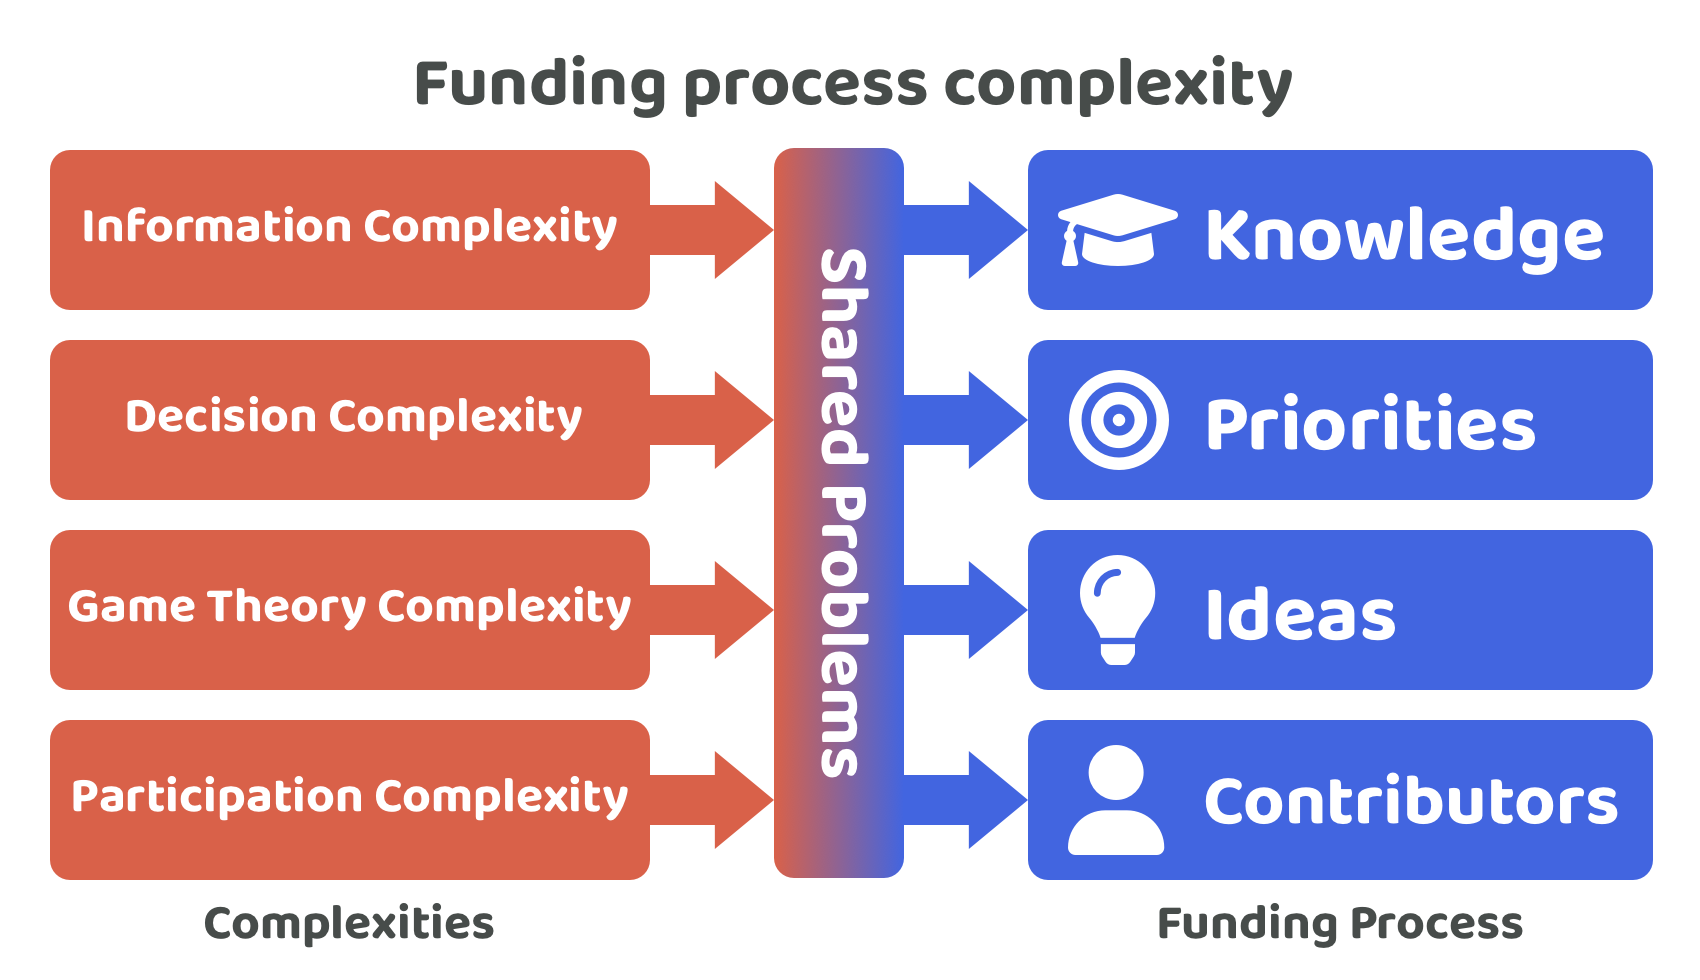 Funding process complexity
Information Complexity
Decision Complexity
Game Theory Complexity
Participation Complexity
Complexities
Shared Problems
Knowledge
Priorities
Ideas
Contributors
Funding Process